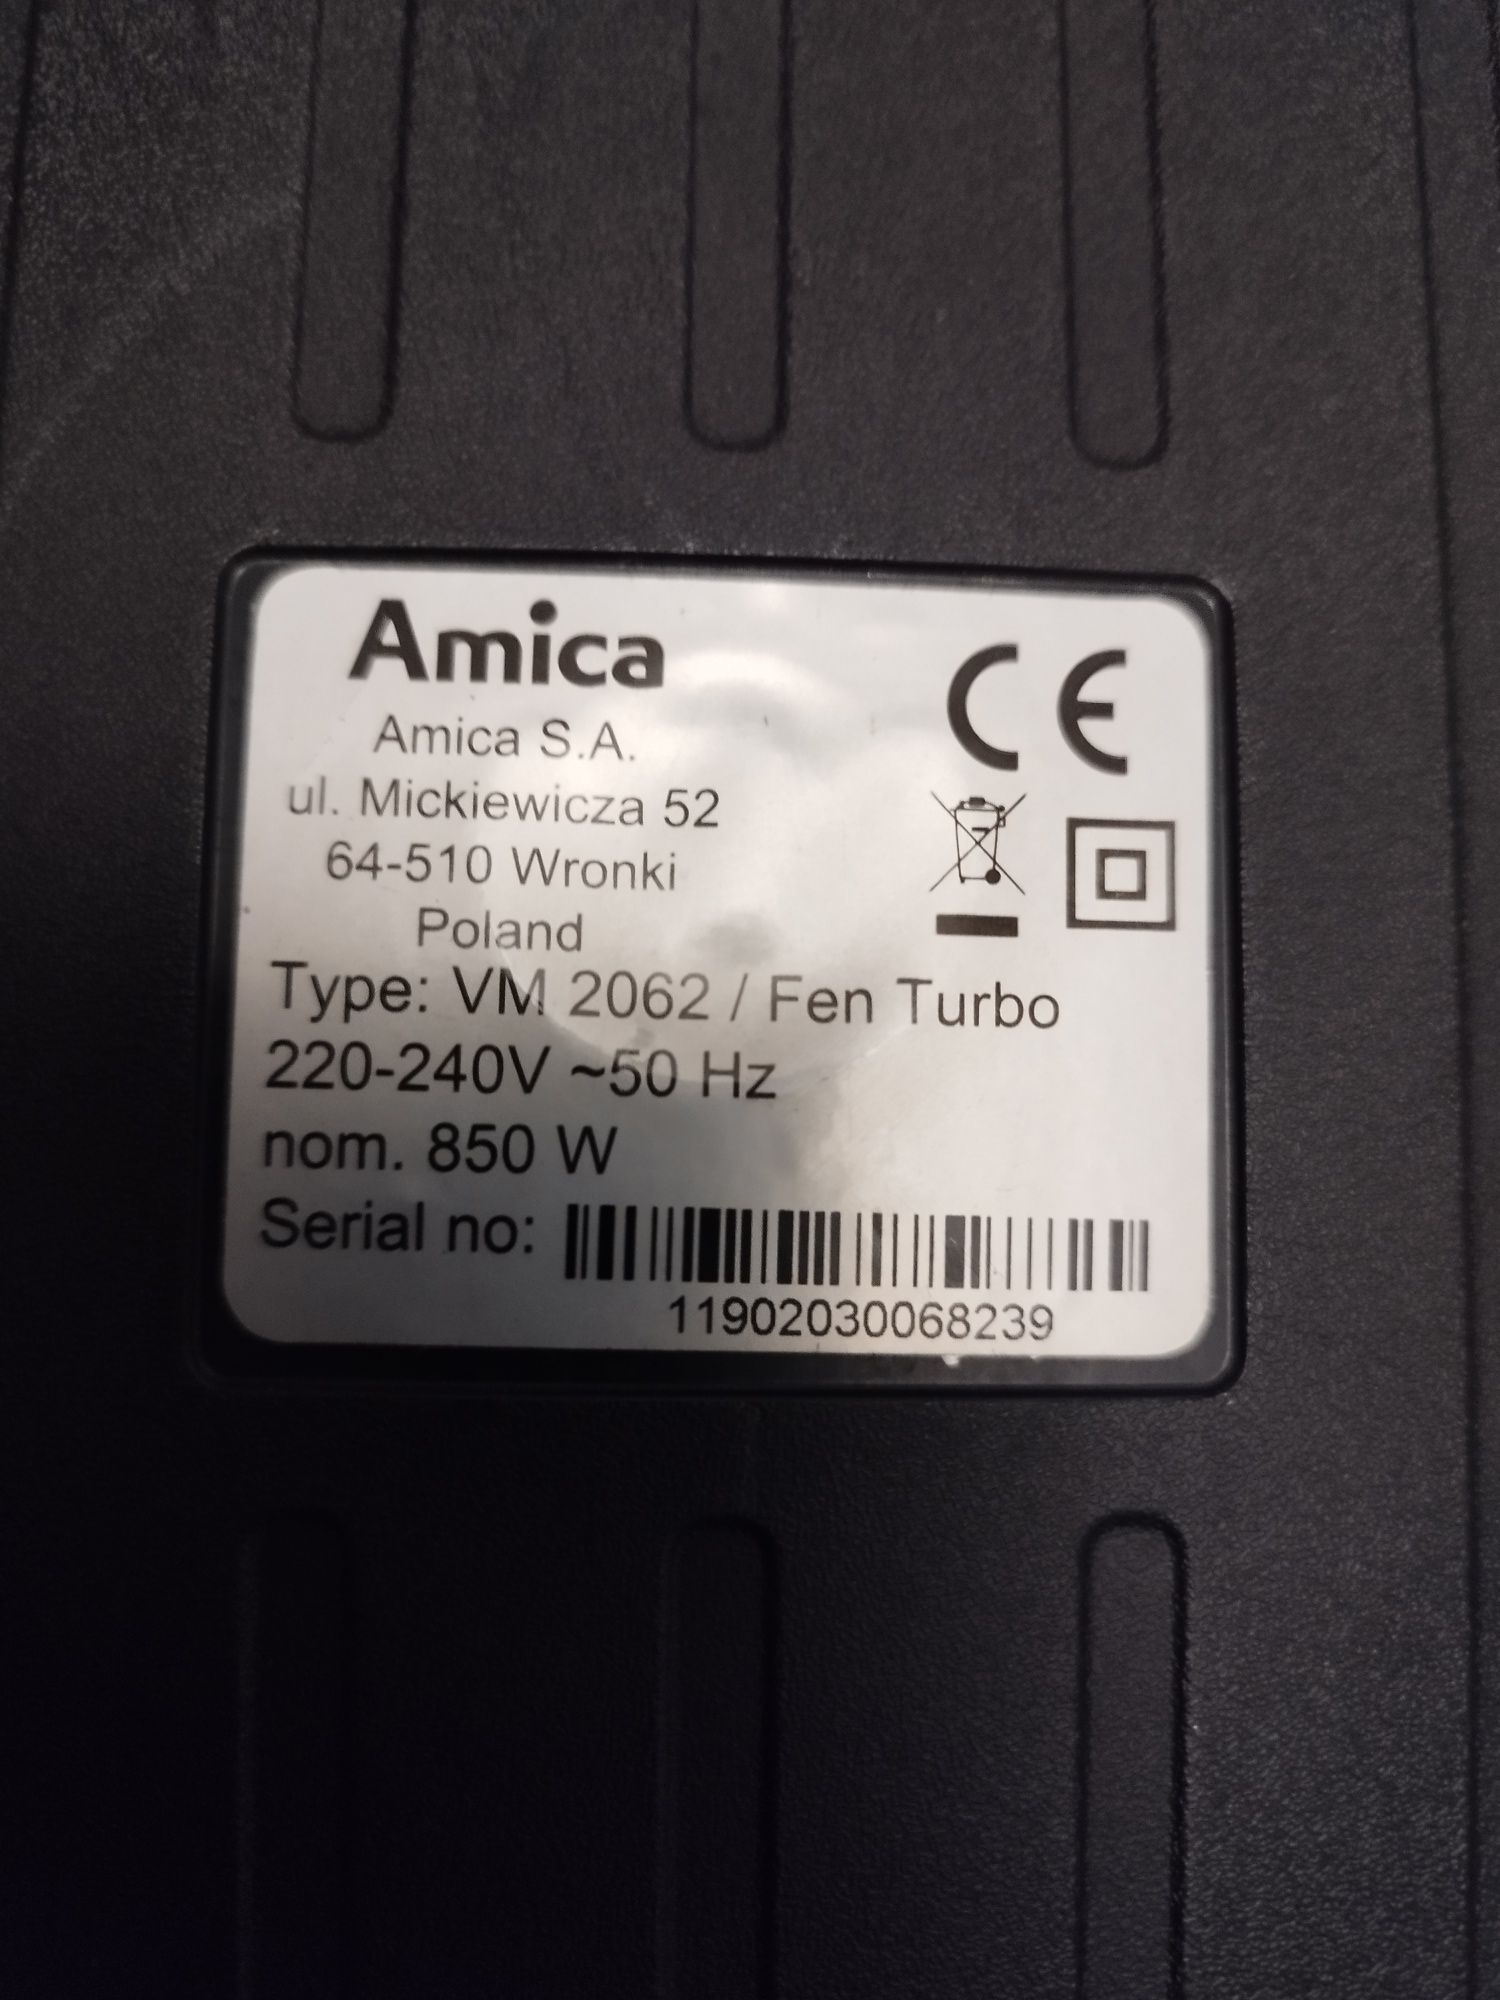 Amica
CE
Amica S.A.
ul. Mickiewicza 52
64-510 Wronki
Poland
Type: VM 2062 / Fen Turbo
220-240V ~50 Hz
nom. 850 W
Serial no:
11902030068239